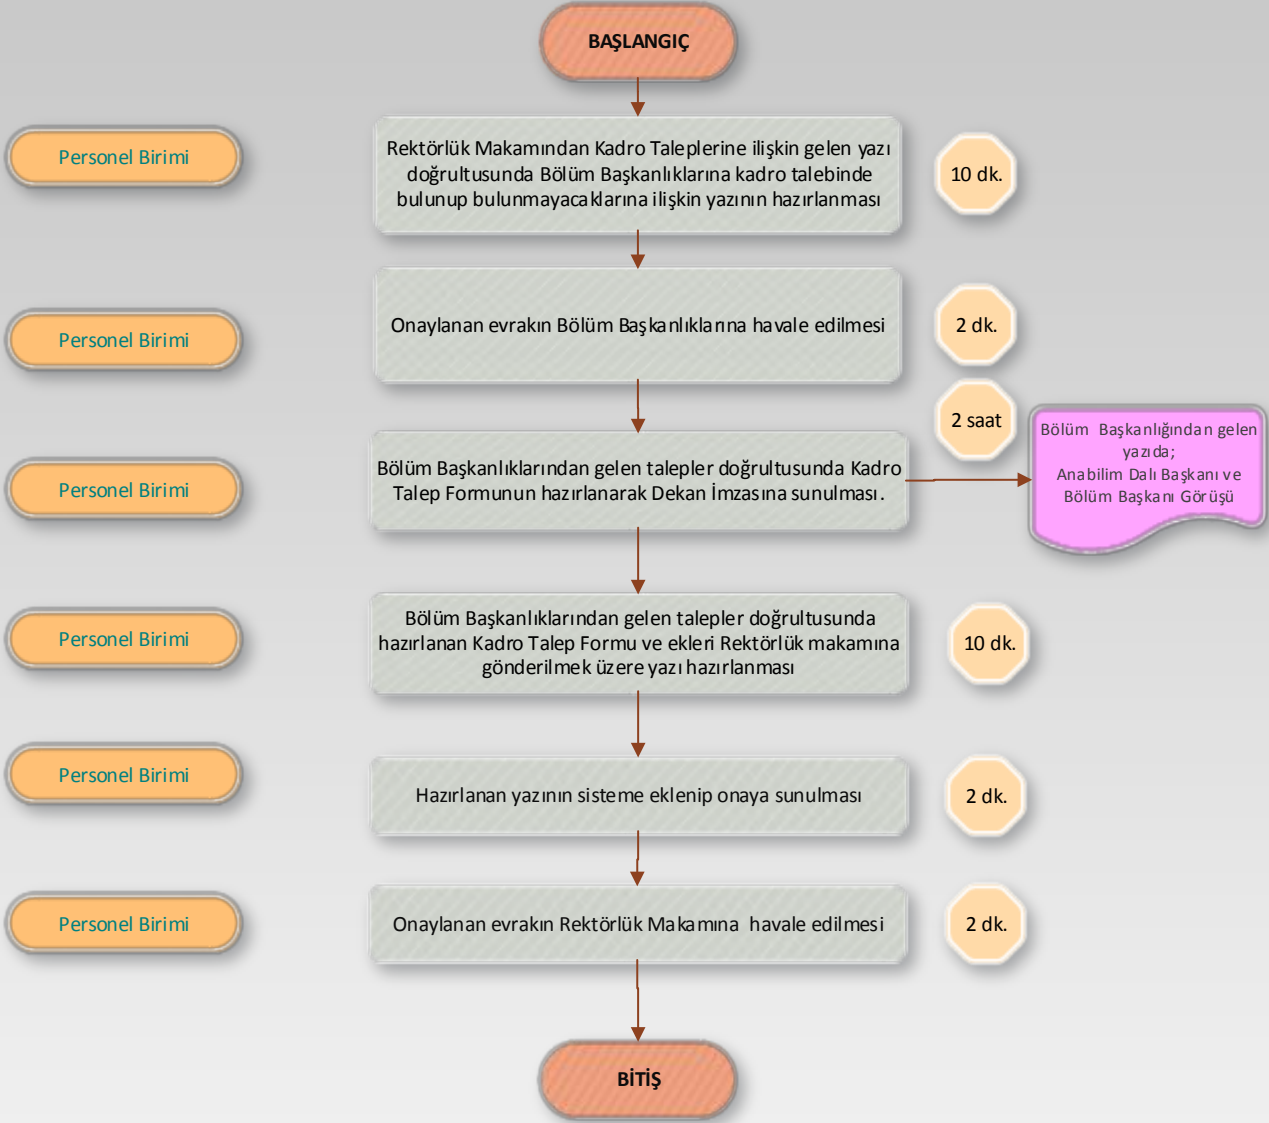 BAŞLANGIÇ
Personel Birimi
Rektörlük Makamından Kadro Taleplerine ilişkin gelen yazı
doğrultusunda Bölüm Başkanlıklarına kadro talebinde
bulunup bulunmayacaklarına ilişkin yazının hazırlanması
10 dk.
Personel Birimi
Onaylanan evrakın Bölüm Başkanlıklarına havale edilmesi
2 dk.
Personel Birimi
Bölüm Başkanlıklarından gelen talepler doğrultusunda Kadro
Talep Formunun hazırlanarak Dekan İmzasına sunulması.
2 saat
Bölüm Başkanlığından gelen
yazıda;
Anabilim Dalı Başkanı ve
Bölüm Başkanı Görüşü
Personel Birimi
Bölüm Başkanlıklarından gelen talepler doğrultusunda
hazırlanan Kadro Talep Formu ve ekleri Rektörlük makamına
gönderilmek üzere yazı hazırlanması
10 dk.
Personel Birimi
Hazırlanan yazının sisteme eklenip onaya sunulması
2 dk.
Personel Birimi
Onaylanan evrakın Rektörlük Makamına havale edilmesi
2 dk.
BİTİŞ